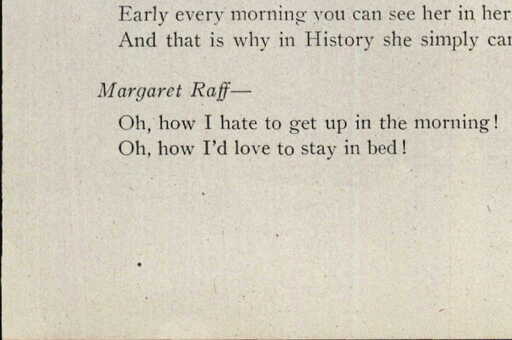 Early every morning you can see her in her
And that is why in History she simply
Margaret Raff—
Oh, how I hate to get up in the morning!
Oh, how I'd love to stay in bed!